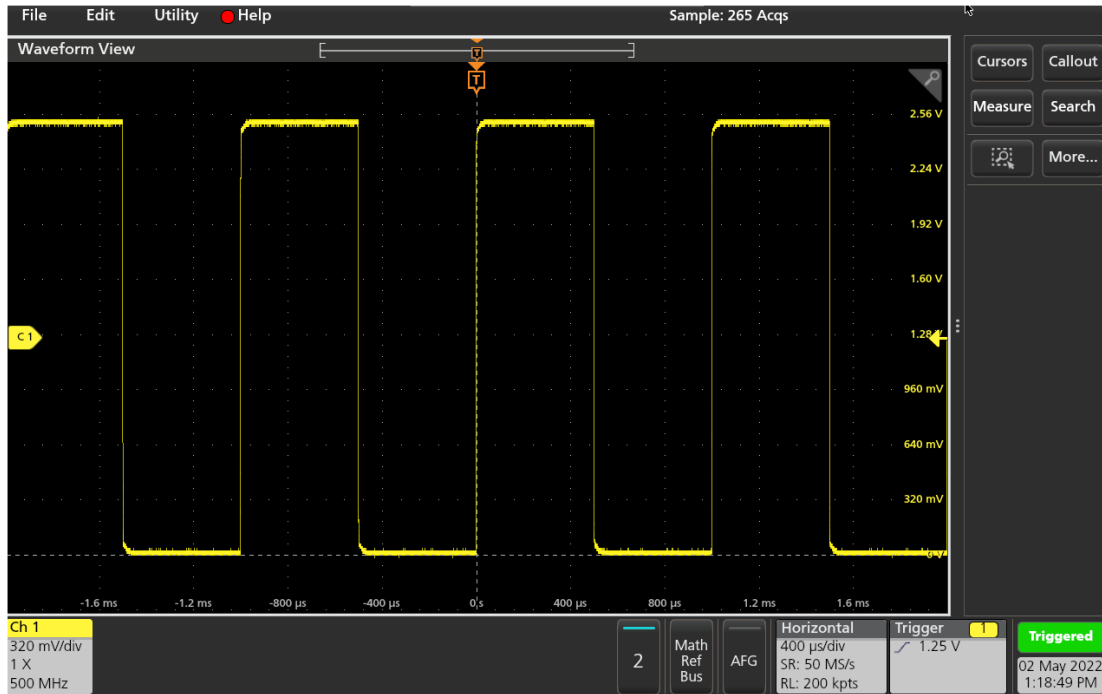 File Edit Utility Help Sample: 265 Acqs
Waveform View
Cursors Callout
Measure Search
More...
T
T
2.56 V
2.24 V
1.92 V
1.60 V
C 1
1.28 V
960 mV
640 mV
320 mV
0 V
-1.6 ms -1.2 ms -800 µs -400 µs 0 s 400 µs 800 µs 1.2 ms 1.6 ms
Ch 1
320 mV/div
1 X
500 MHz
2
Math
Ref
Bus
AFG
Horizontal
400 µs/div
SR: 50 MS/s
RL: 200 kpts
Trigger 1
1.25 V
Triggered
02 May 2022
1:18:49 PM